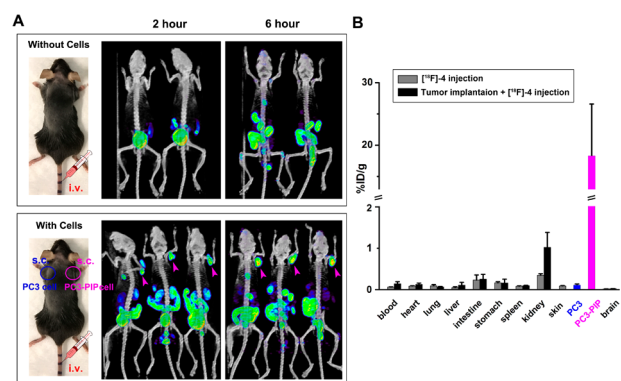 A
2 hour
6 hour
Without Cells
i.v.
With Cells
s.c.
s.c.
PC3 cell
PC3-PIP cell
i.v.
B
[¹⁸F]-4 injection
Tumor implantaion + [¹⁸F]-4 injection
%ID/g
30
20
10
2
1
0
blood
heart
lung
liver
intestine
stomach
spleen
kidney
skin
PC3
PC3-PIP
brain